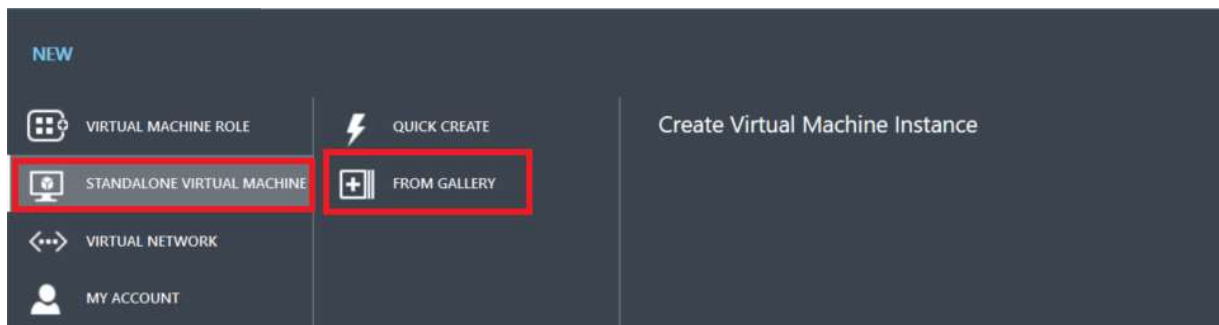 NEW
VIRTUAL MACHINE ROLE
STANDALONE VIRTUAL MACHINE
VIRTUAL NETWORK
MY ACCOUNT
QUICK CREATE
FROM GALLERY
Create Virtual Machine Instance